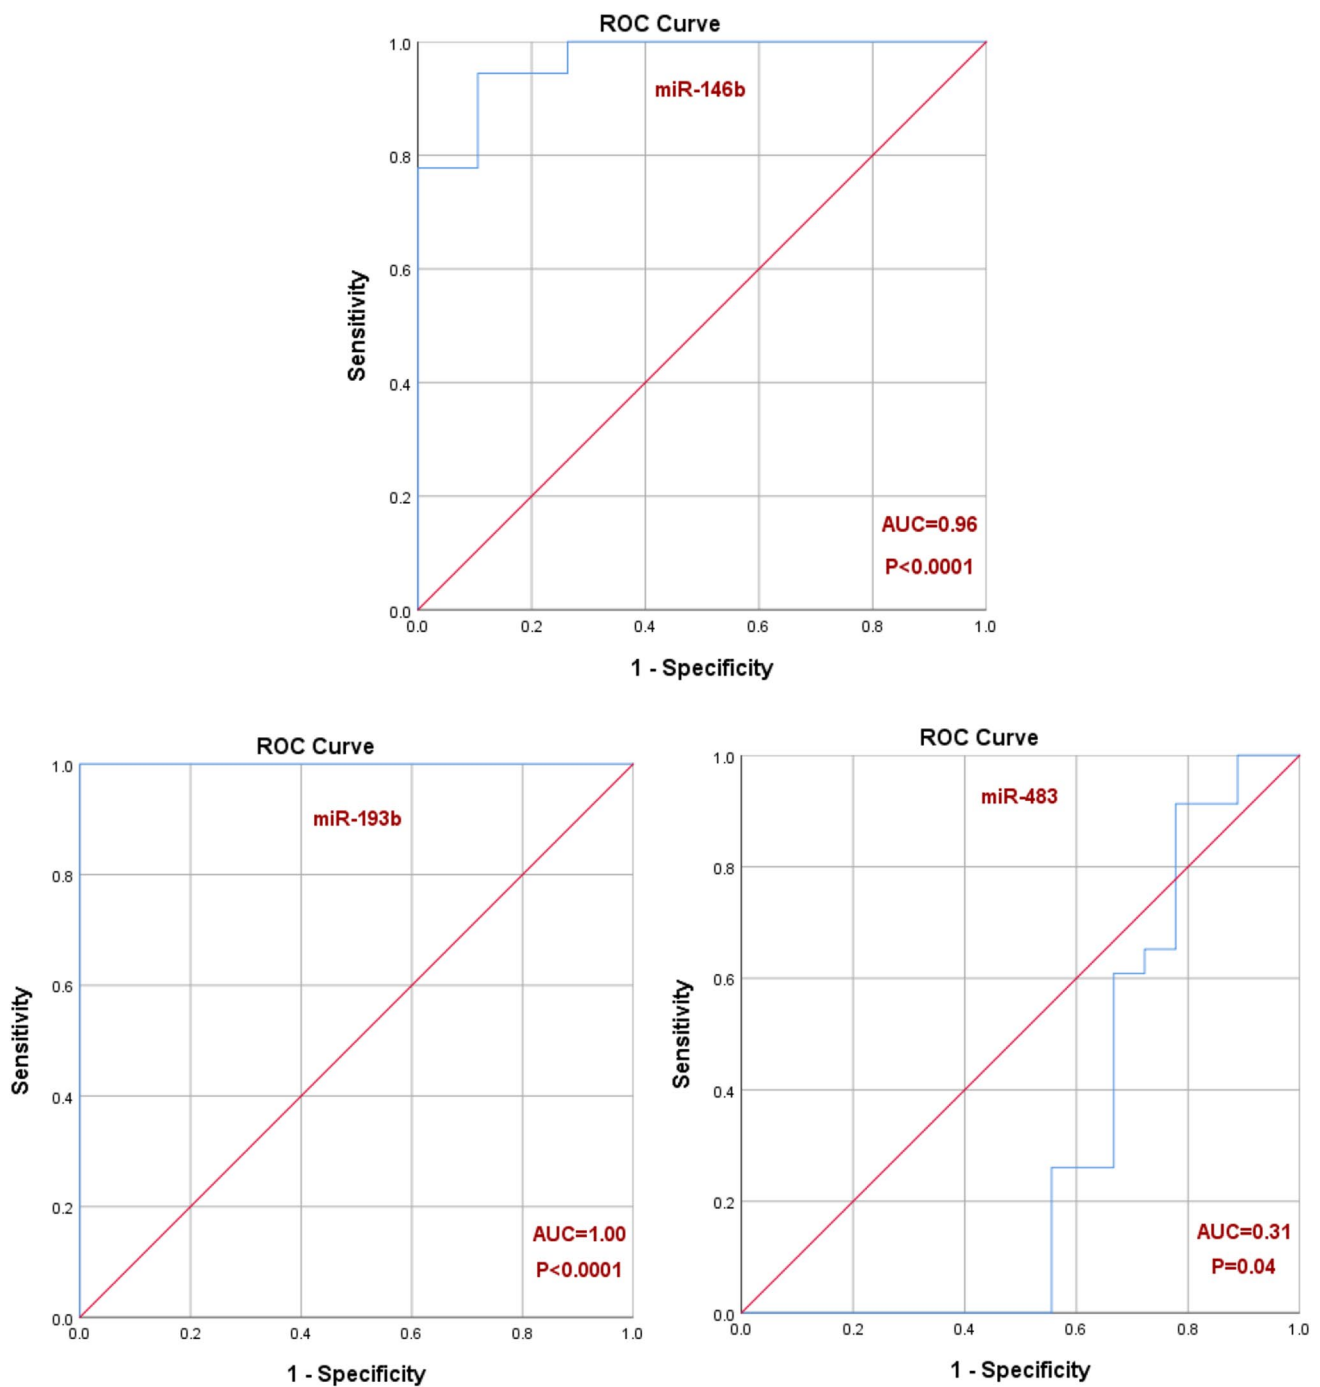 ROC Curve
1.0
miR-146b
0.8
0.6
Sensitivity
0.4
0.2
AUC=0.96
P<0.0001
0.0
0.0 0.2 0.4 0.6 0.8 1.0
1 - Specificity
ROC Curve
1.0
miR-193b
0.8
0.6
Sensitivity
0.4
0.2
AUC=1.00
P<0.0001
0.0
0.0 0.2 0.4 0.6 0.8 1.0
1 - Specificity
ROC Curve
1.0
miR-483
0.8
0.6
Sensitivity
0.4
0.2
AUC=0.31
P=0.04
0.0
0.0 0.2 0.4 0.6 0.8 1.0
1 - Specificity